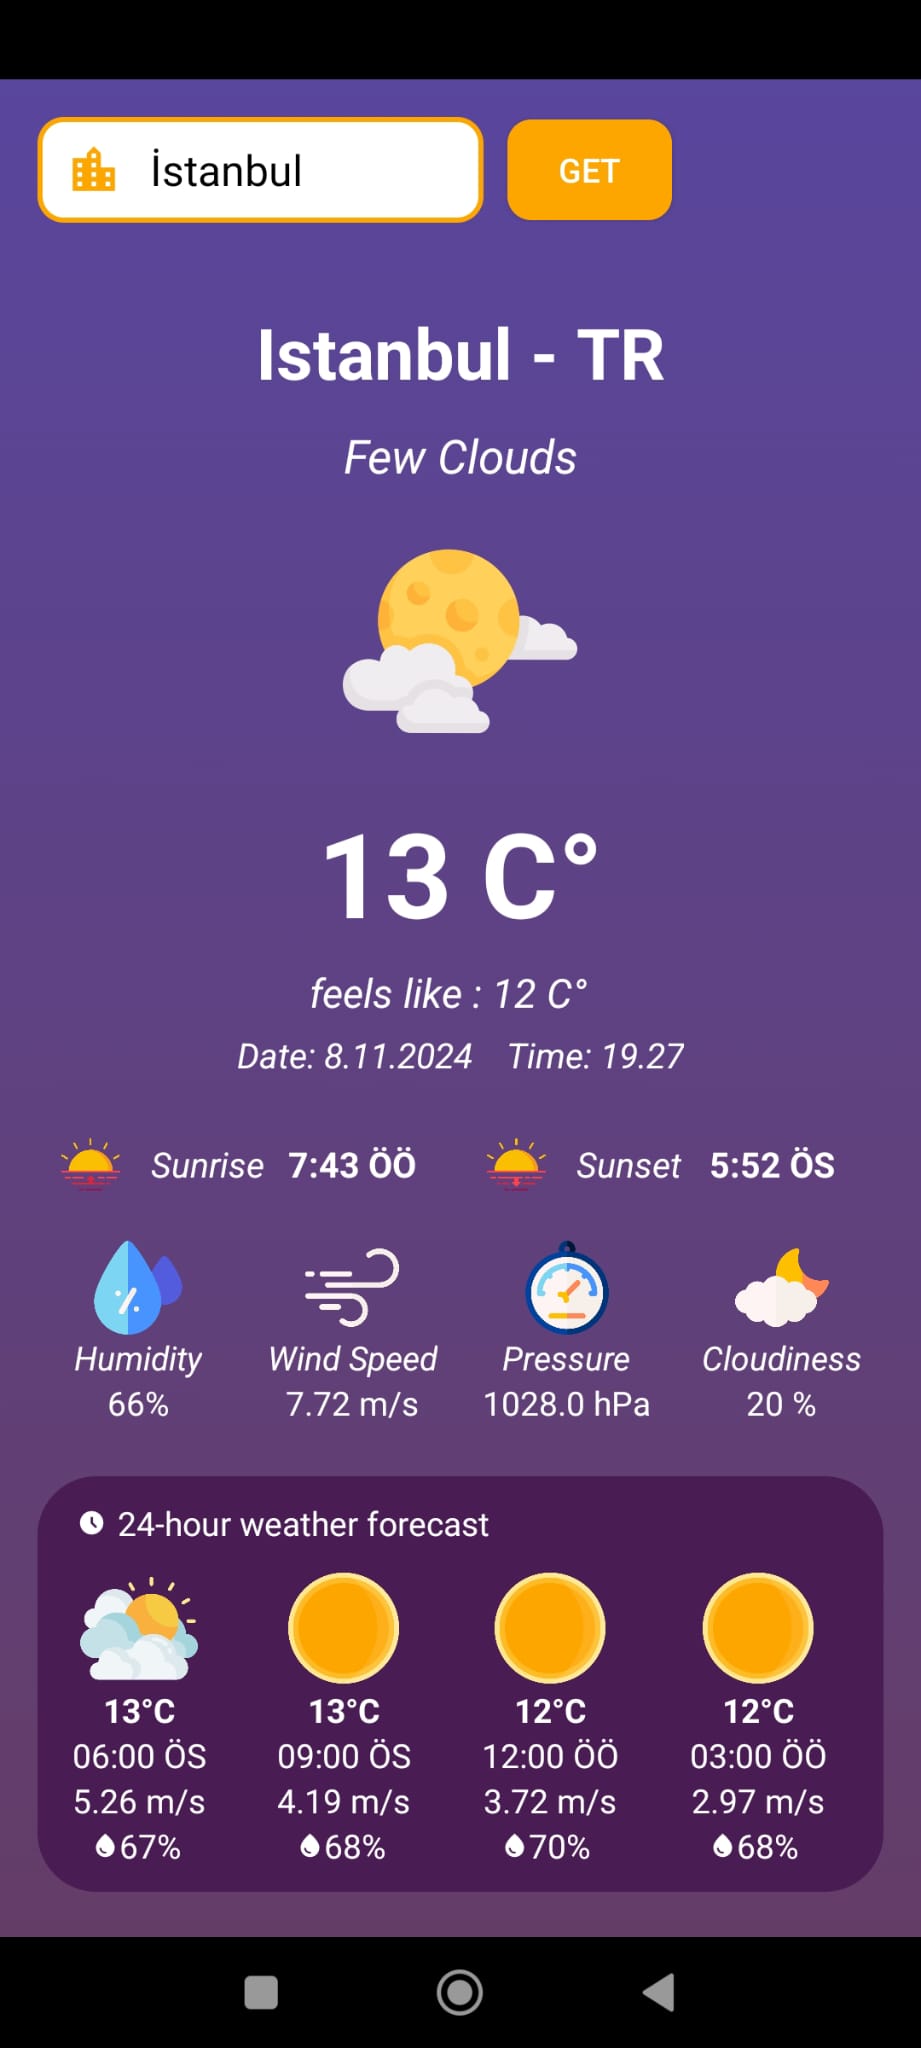 İstanbul GET
Istanbul - TR
Few Clouds
13 C°
feels like : 12 C°
Date: 8.11.2024 Time: 19.27
Sunrise 7:43 ÖÖ Sunset 5:52 ÖS
Humidity Wind Speed Pressure Cloudiness
66% 7.72 m/s 1028.0 hPa 20 %
24-hour weather forecast
13°C 13°C 12°C 12°C
06:00 ÖS 09:00 ÖS 12:00 ÖÖ 03:00 ÖÖ
5.26 m/s 4.19 m/s 3.72 m/s 2.97 m/s
67% 68% 70% 68%